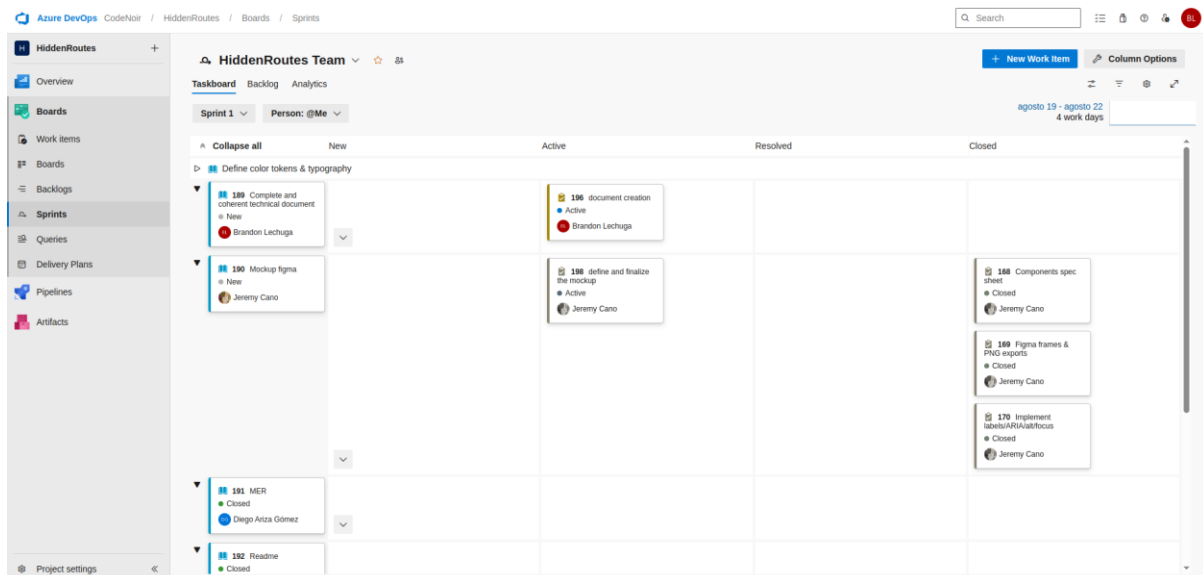 Azure DevOps CodeNoir / HiddenRoutes / Boards / Sprints
Search
BL
H HiddenRoutes
Overview
Boards
Work items
Boards
Backlogs
Sprints
Queries
Delivery Plans
Pipelines
Artifacts
Project settings
HiddenRoutes Team
New Work Item
Column Options
Taskboard Backlog Analytics
Sprint 1 Person: @Me
agosto 19 - agosto 22
4 work days
Collapse all New Active Resolved Closed
Define color tokens & typography
189 Complete and
coherent technical document
New
Brandon Lechuga
196 document creation
Active
Brandon Lechuga
190 Mockup figma
New
Jeremy Cano
198 define and finalize
the mockup
Active
Jeremy Cano
168 Components spec
sheet
Closed
Jeremy Cano
169 Figma frames &
PNG exports
Closed
Jeremy Cano
170 Implement
labels/ARIA/alt/focus
Closed
Jeremy Cano
191 MER
Closed
Diego Ariza Gómez
192 Readme
Closed